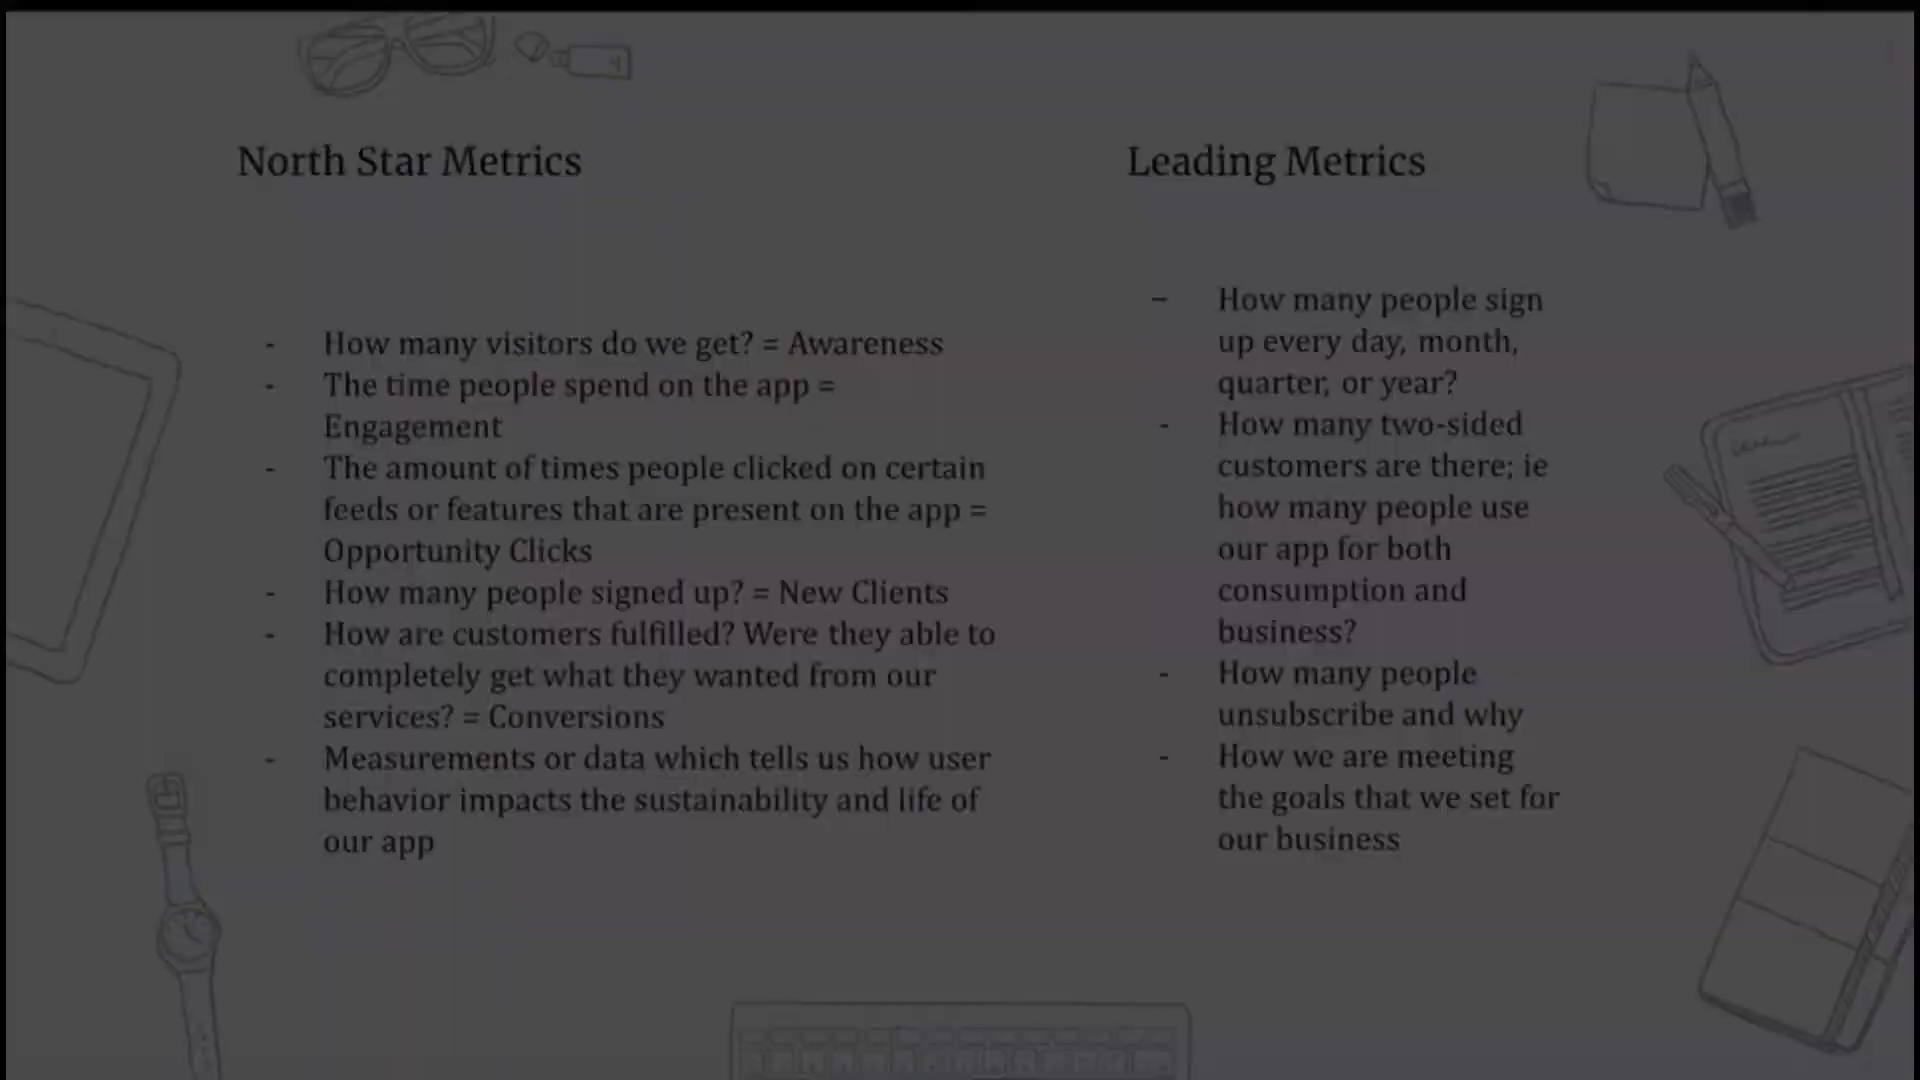 North Star Metrics
- How many visitors do we get? = Awareness
- The time people spend on the app =
Engagement
- The amount of times people clicked on certain
feeds or features that are present on the app =
Opportunity Clicks
- How many people signed up? = New Clients
- How are customers fulfilled? Were they able to
completely get what they wanted from our
services? = Conversions
- Measurements or data which tells us how user
behavior impacts the sustainability and life of
our app
Leading Metrics
– How many people sign
up every day, month,
quarter, or year?
- How many two-sided
customers are there; ie
how many people use
our app for both
consumption and
business?
- How many people
unsubscribe and why
- How we are meeting
the goals that we set for
our business